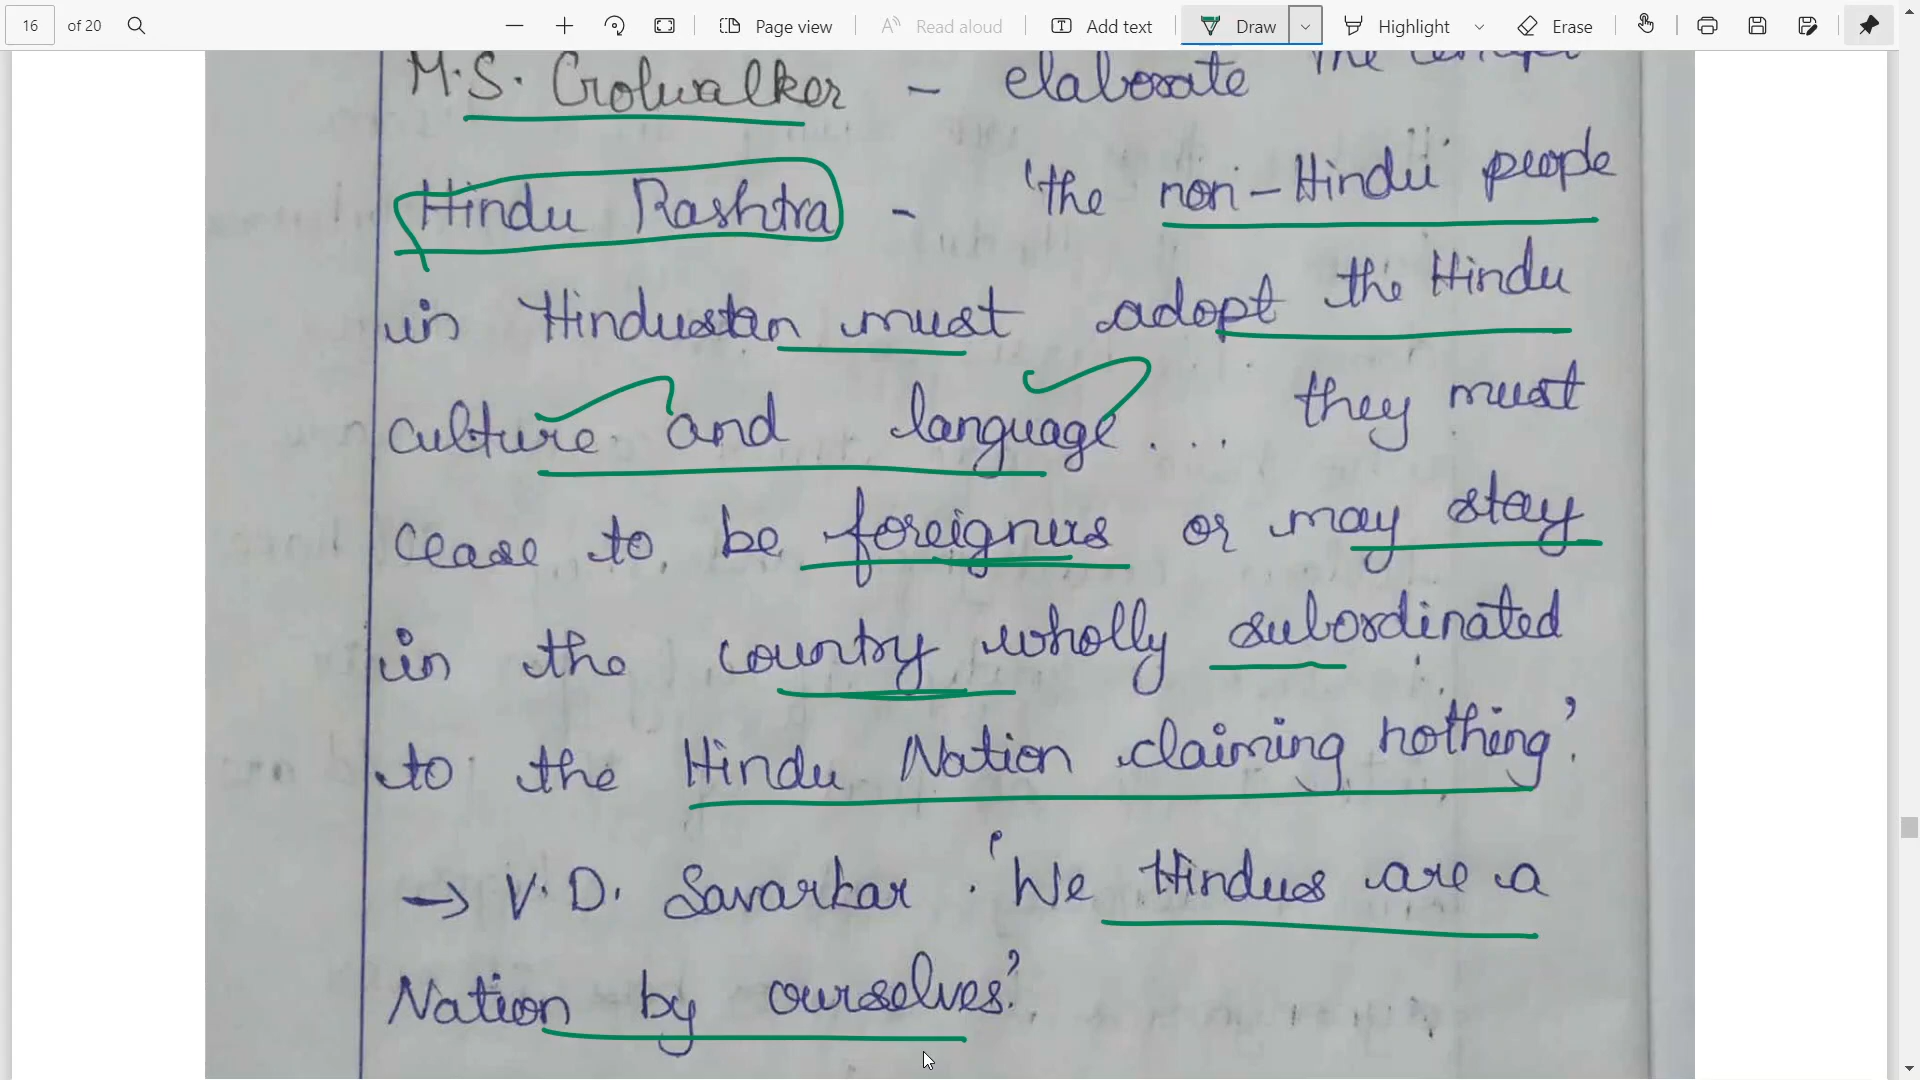 16 of 20 Page view Read aloud Add text Draw Highlight Erase
M.S. Golwalker - elaborate the concept
Hindu Rashtra - 'the non-Hindu people
in Hindustan must adopt the Hindu
culture and language.... they must
cease to be foreigners or may stay
in the country wholly subordinated
to the Hindu Nation claiming nothing'.
→ V.D. Savarkar. 'We Hindus are a
Nation by ourselves.'